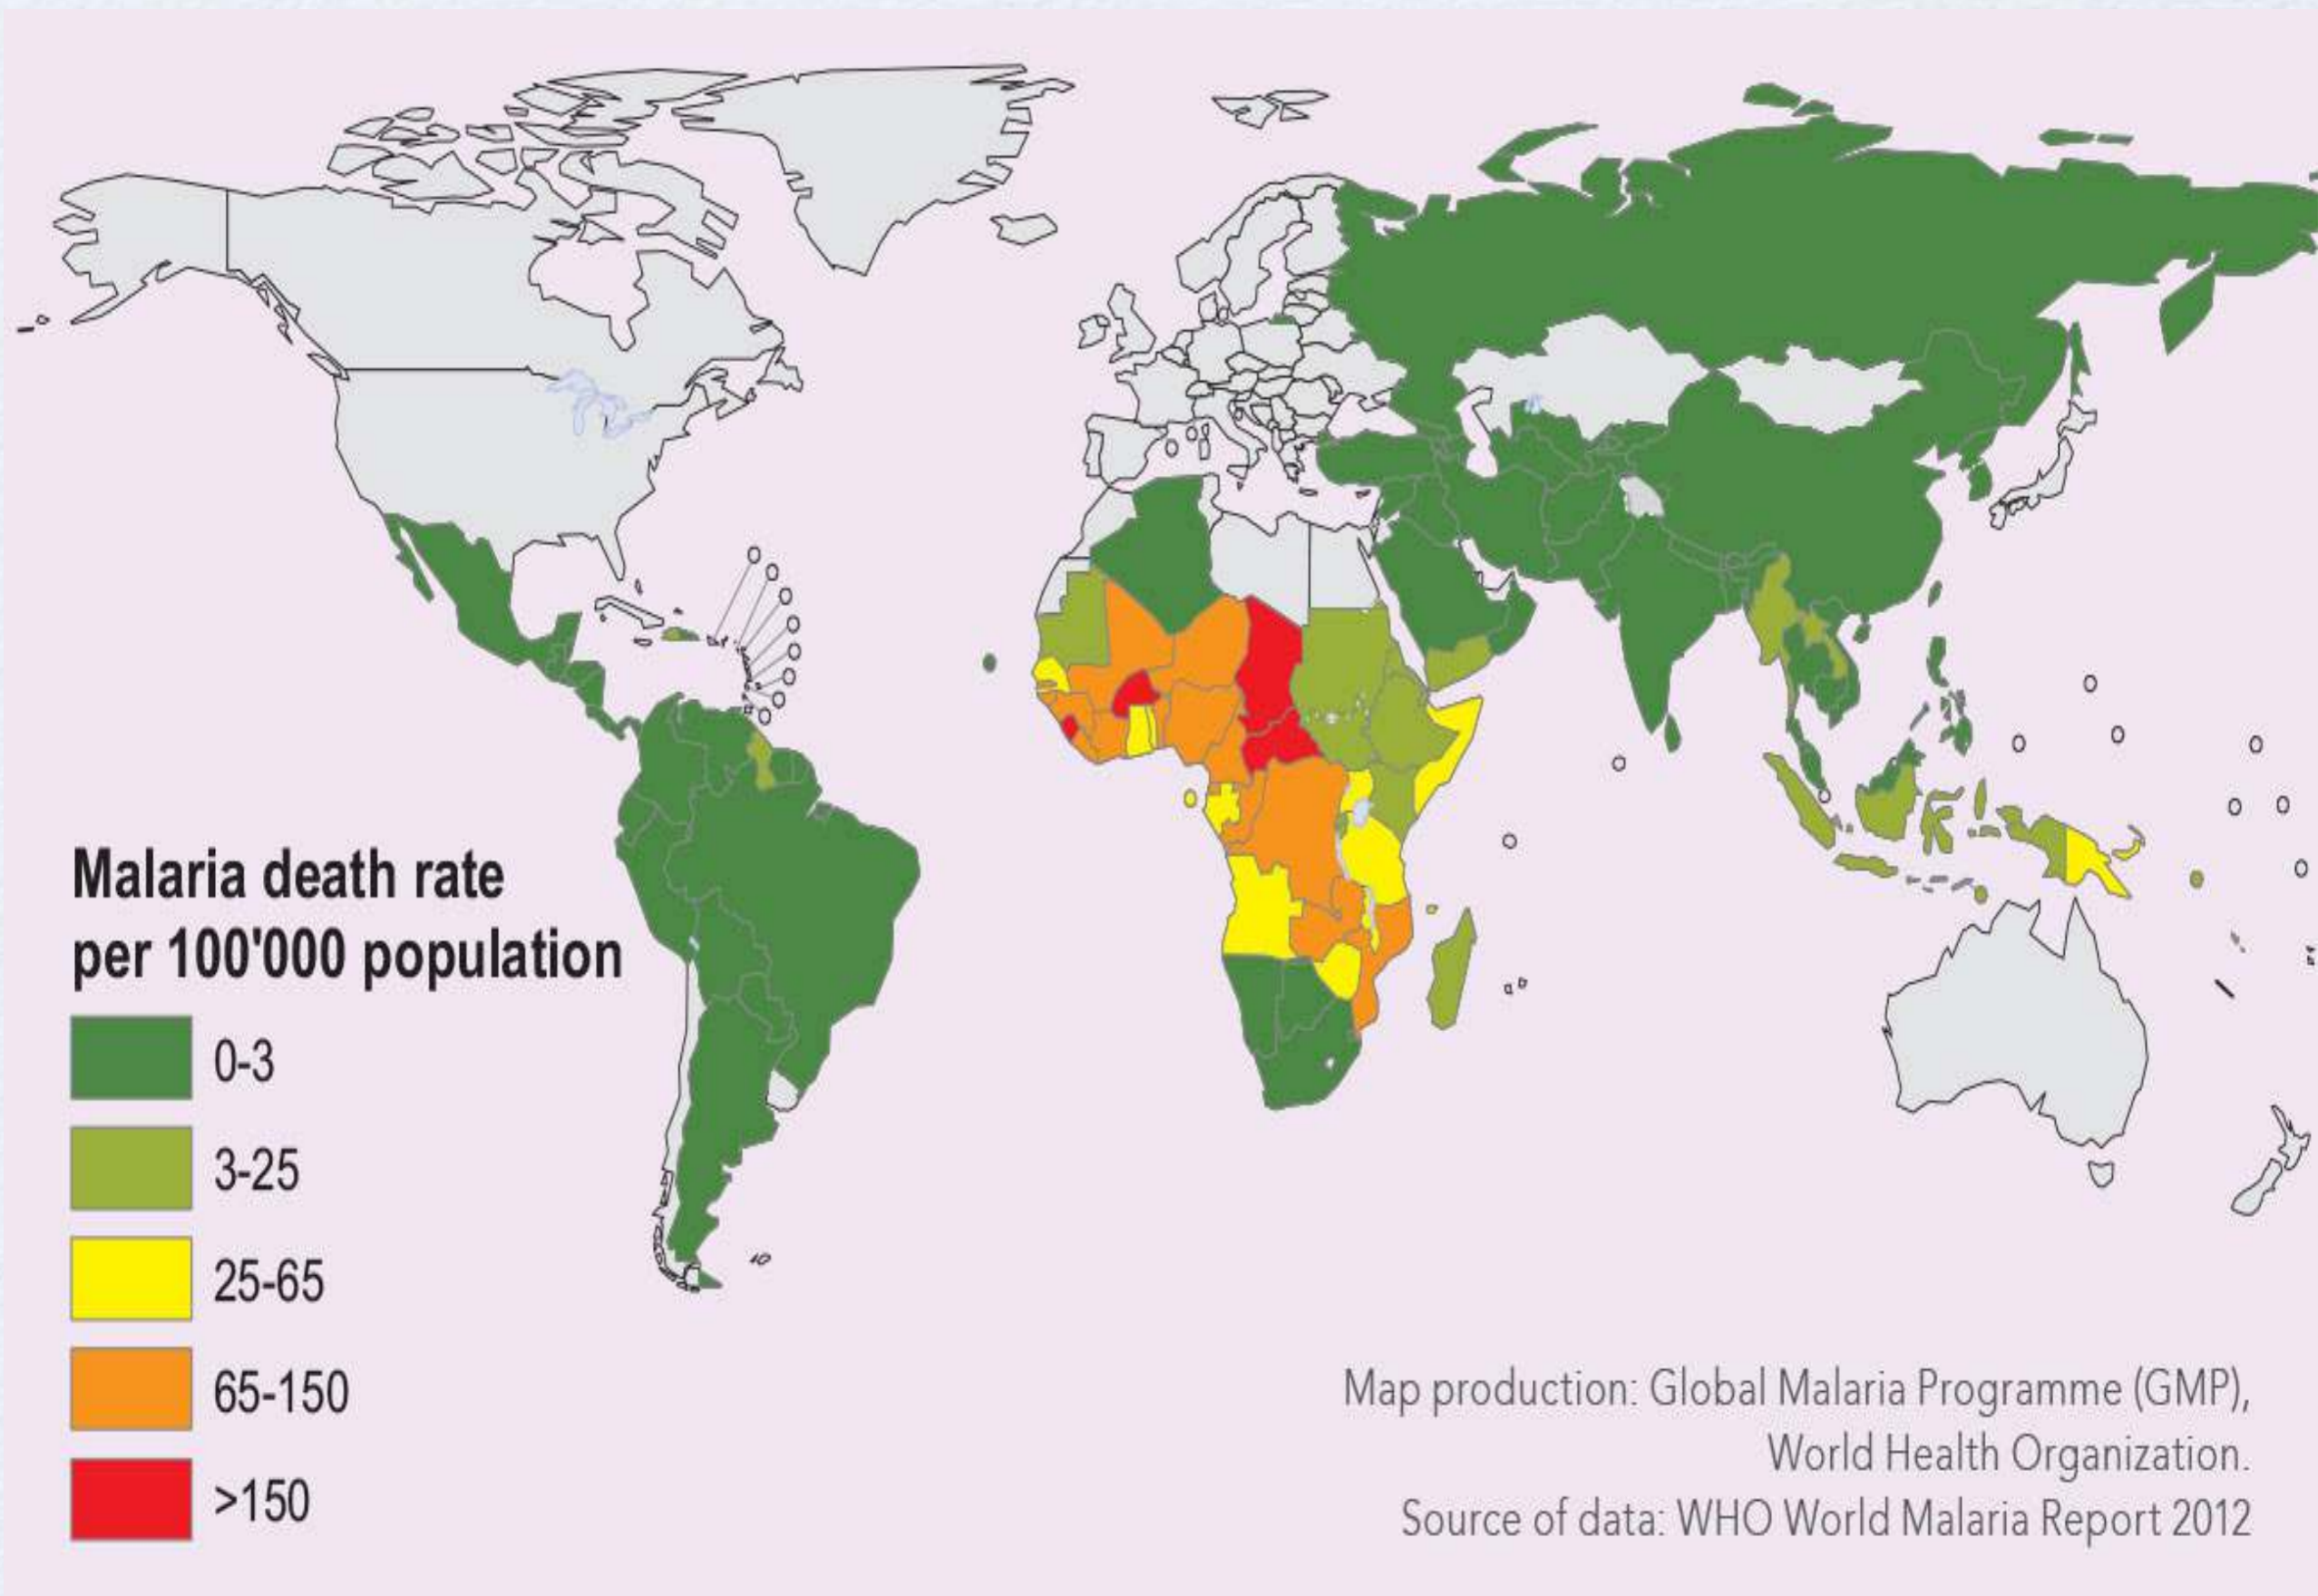 Malaria death rate
per 100'000 population
0-3
3-25
25-65
65-150
>150
Map production: Global Malaria Programme (GMP),
World Health Organization.
Source of data: WHO World Malaria Report 2012